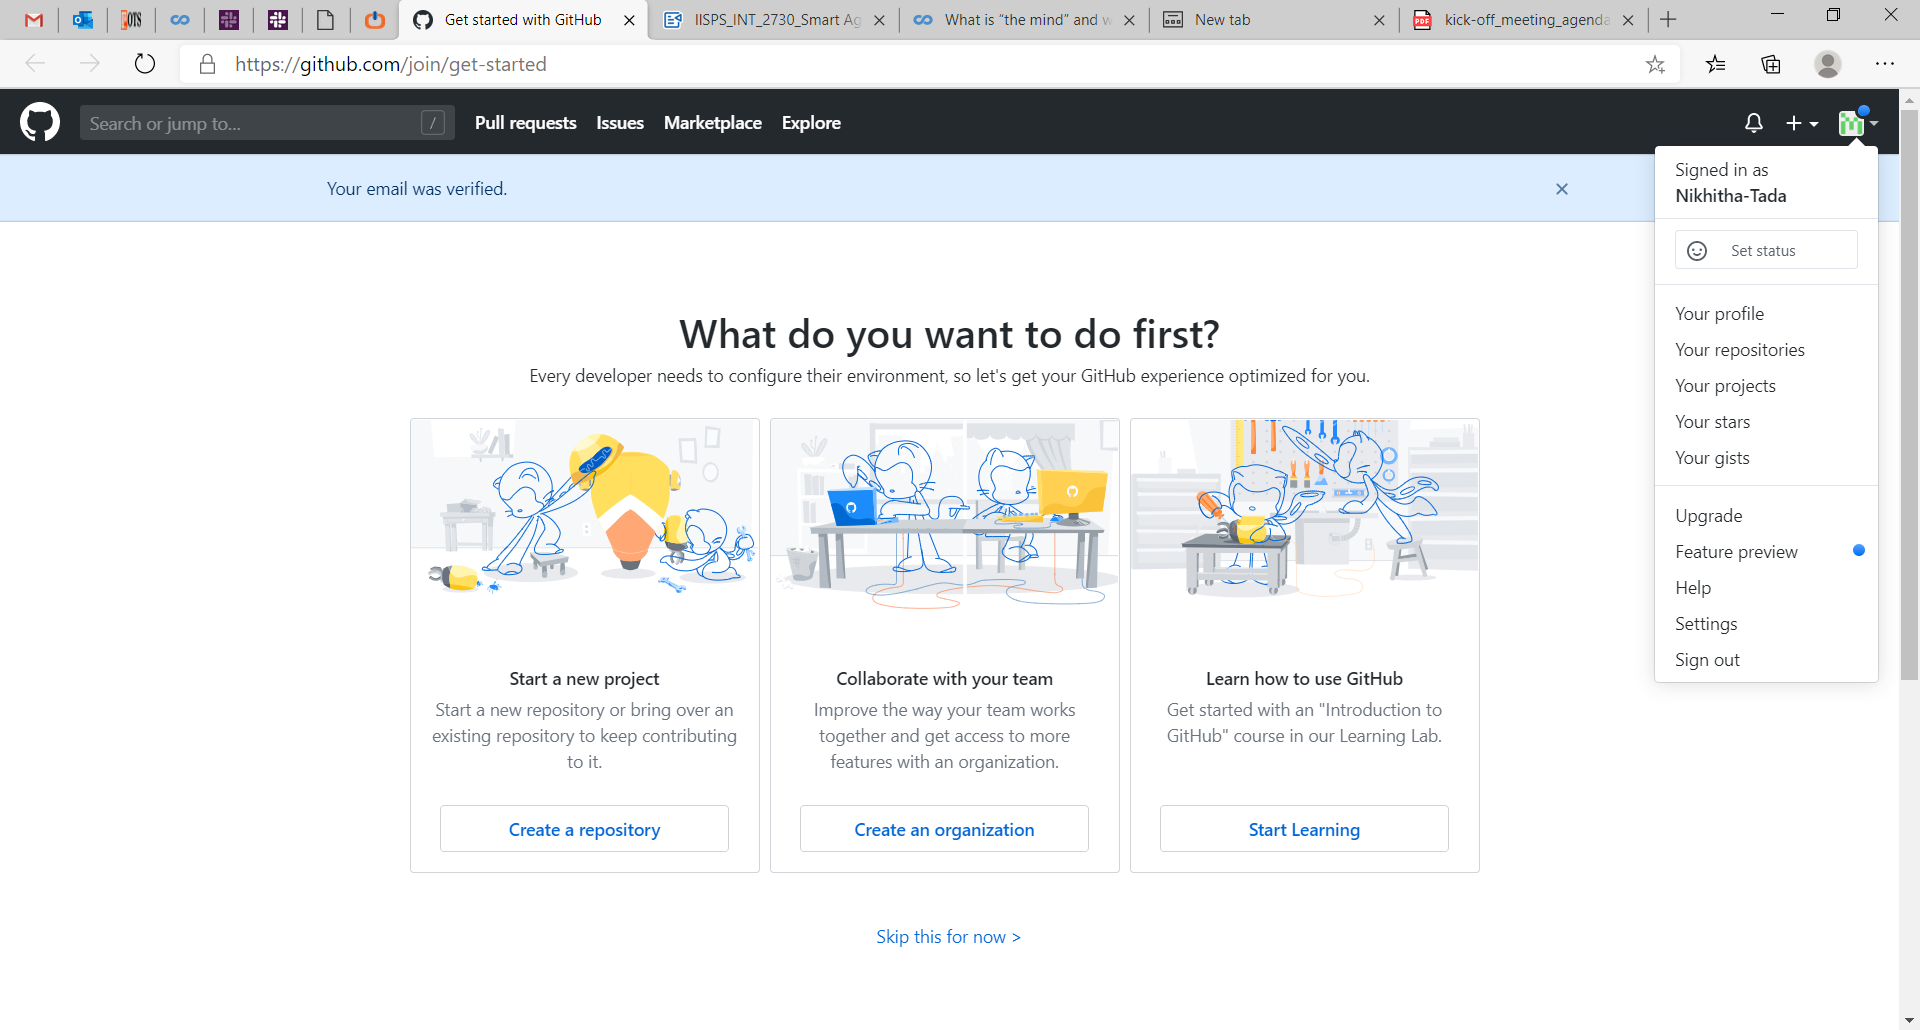 Get started with GitHub
IISPS_INT_2730_Smart Ag
What is “the mind” and w
New tab
kick-off_meeting_agenda
https://github.com/join/get-started
Search or jump to...
/
Pull requests
Issues
Marketplace
Explore
Your email was verified.
Signed in as
Nikhitha-Tada
Set status
Your profile
Your repositories
Your projects
Your stars
Your gists
Upgrade
Feature preview
Help
Settings
Sign out
What do you want to do first?
Every developer needs to configure their environment, so let's get your GitHub experience optimized for you.
Start a new project
Start a new repository or bring over an
existing repository to keep contributing
to it.
Create a repository
Collaborate with your team
Improve the way your team works
together and get access to more
features with an organization.
Create an organization
Learn how to use GitHub
Get started with an "Introduction to
GitHub" course in our Learning Lab.
Start Learning
Skip this for now >